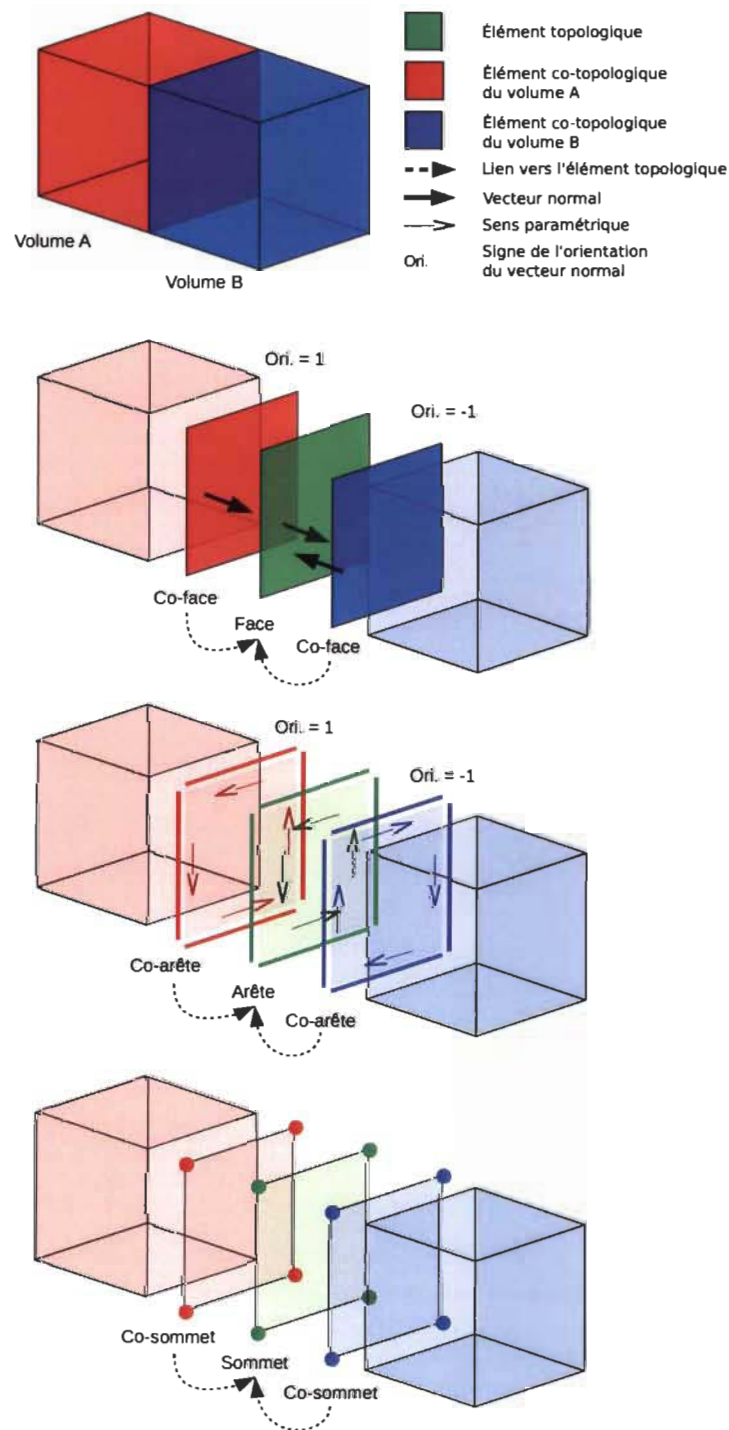 Élément topologique
Élément co-topologique
du volume A
Élément co-topologique
du volume B
Lien vers l'élément topologique
Vecteur normal
Sens paramétrique
Ori.
Signe de l'orientation
du vecteur normal
Volume A
Volume B
Ori. = 1
Ori. = -1
Co-face
Face
Co-face
Ori. = 1
Ori. = -1
Co-arête
Arête
Co-arête
Co-sommet
Sommet
Co-sommet